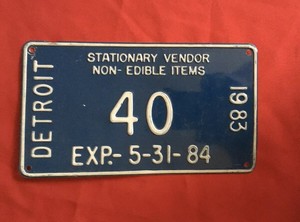 STATIONARY VENDOR
NON-EDIBLE ITEMS
DETROIT
40
1983
EXP.- 5-31-84